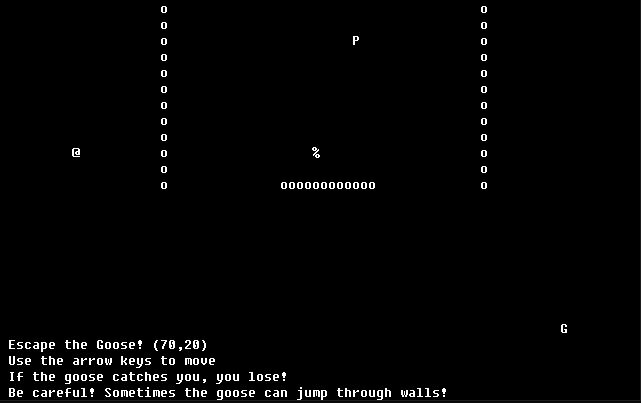 o o
o o
o P o
o o
o o
o o
o o
o o
o o
@ o % o
o o
o oooooooooooo o
G
Escape the Goose! (70,20)
Use the arrow keys to move
If the goose catches you, you lose!
Be careful! Sometimes the goose can jump through walls!